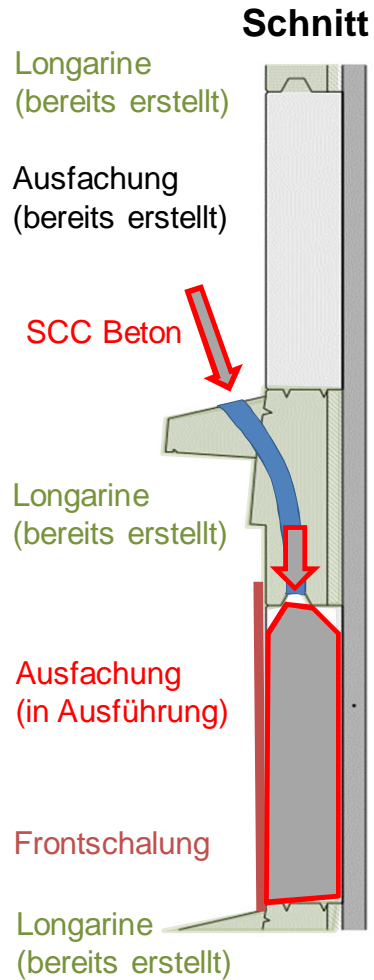 Schnitt
Longarine
(bereits erstellt)
Ausfachung
(bereits erstellt)
SCC Beton
Longarine
(bereits erstellt)
Ausfachung
(in Ausführung)
Frontschalung
Longarine
(bereits erstellt)